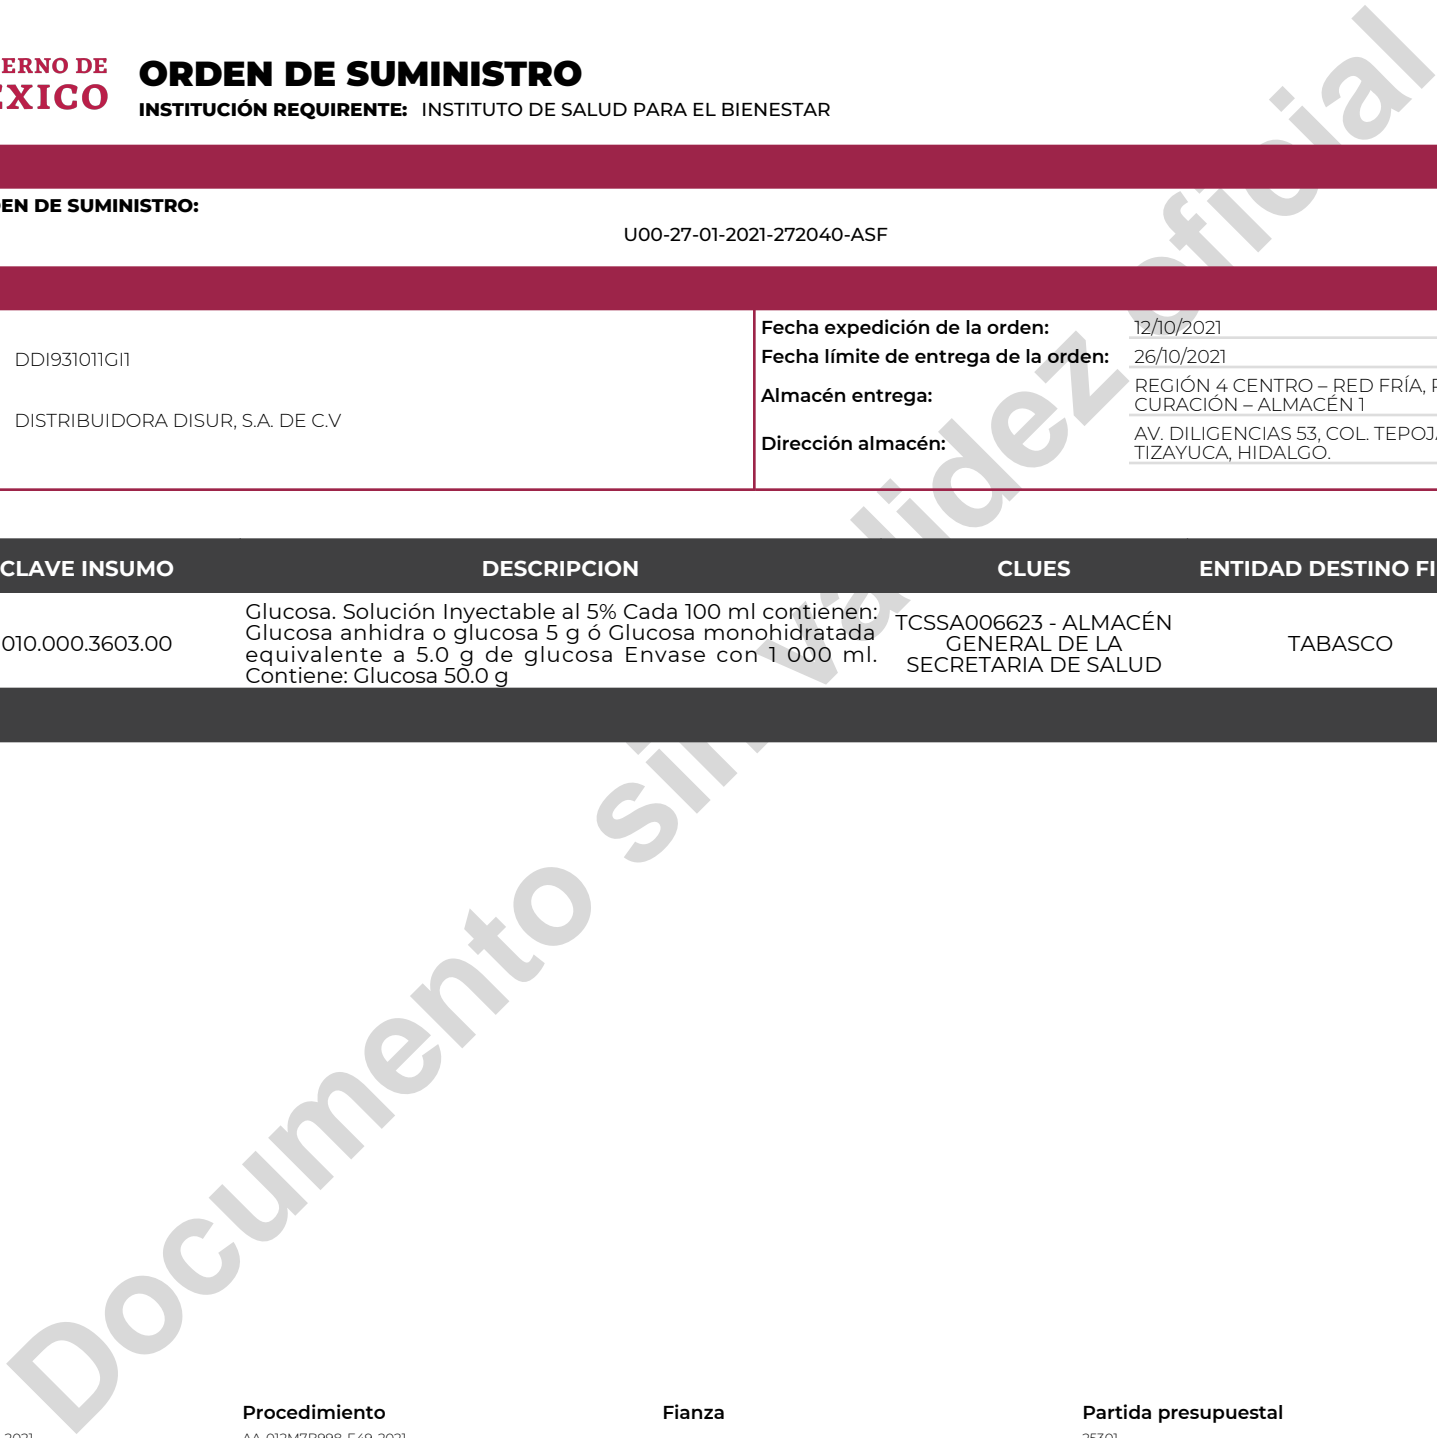 ERNO DE
ORDEN DE SUMINISTRO
INSTITUCIÓN REQUIRENTE: INSTITUTO DE SALUD PARA EL BIENESTAR
EN DE SUMINISTRO:
U00-27-01-2021-272040-ASF
DDI931011GI1
DISTRIBUIDORA DISUR, S.A. DE C.V
Fecha expedición de la orden: 12/10/2021
Fecha límite de entrega de la orden: 26/10/2021
Almacén entrega:
REGIÓN 4 CENTRO – RED FRÍA,
CURACIÓN – ALMACÉN 1
Dirección almacén:
AV. DILIGENCIAS 53, COL. TEPOJ
TIZAYUCA, HIDALGO.
CLAVE INSUMO DESCRIPCION CLUES ENTIDAD DESTINO FI
010.000.3603.00
Glucosa. Solución Inyectable al 5% Cada 100 ml contienen:
Glucosa anhidra o glucosa 5 g ó Glucosa monohidratada
equivalente a 5.0 g de glucosa Envase con 1 000 ml.
Contiene: Glucosa 50.0 g
TCSSA006623 - ALMACÉN
GENERAL DE LA
SECRETARIA DE SALUD
TABASCO
Documento sin validez oficial
Procedimiento Fianza Partida presupuestal